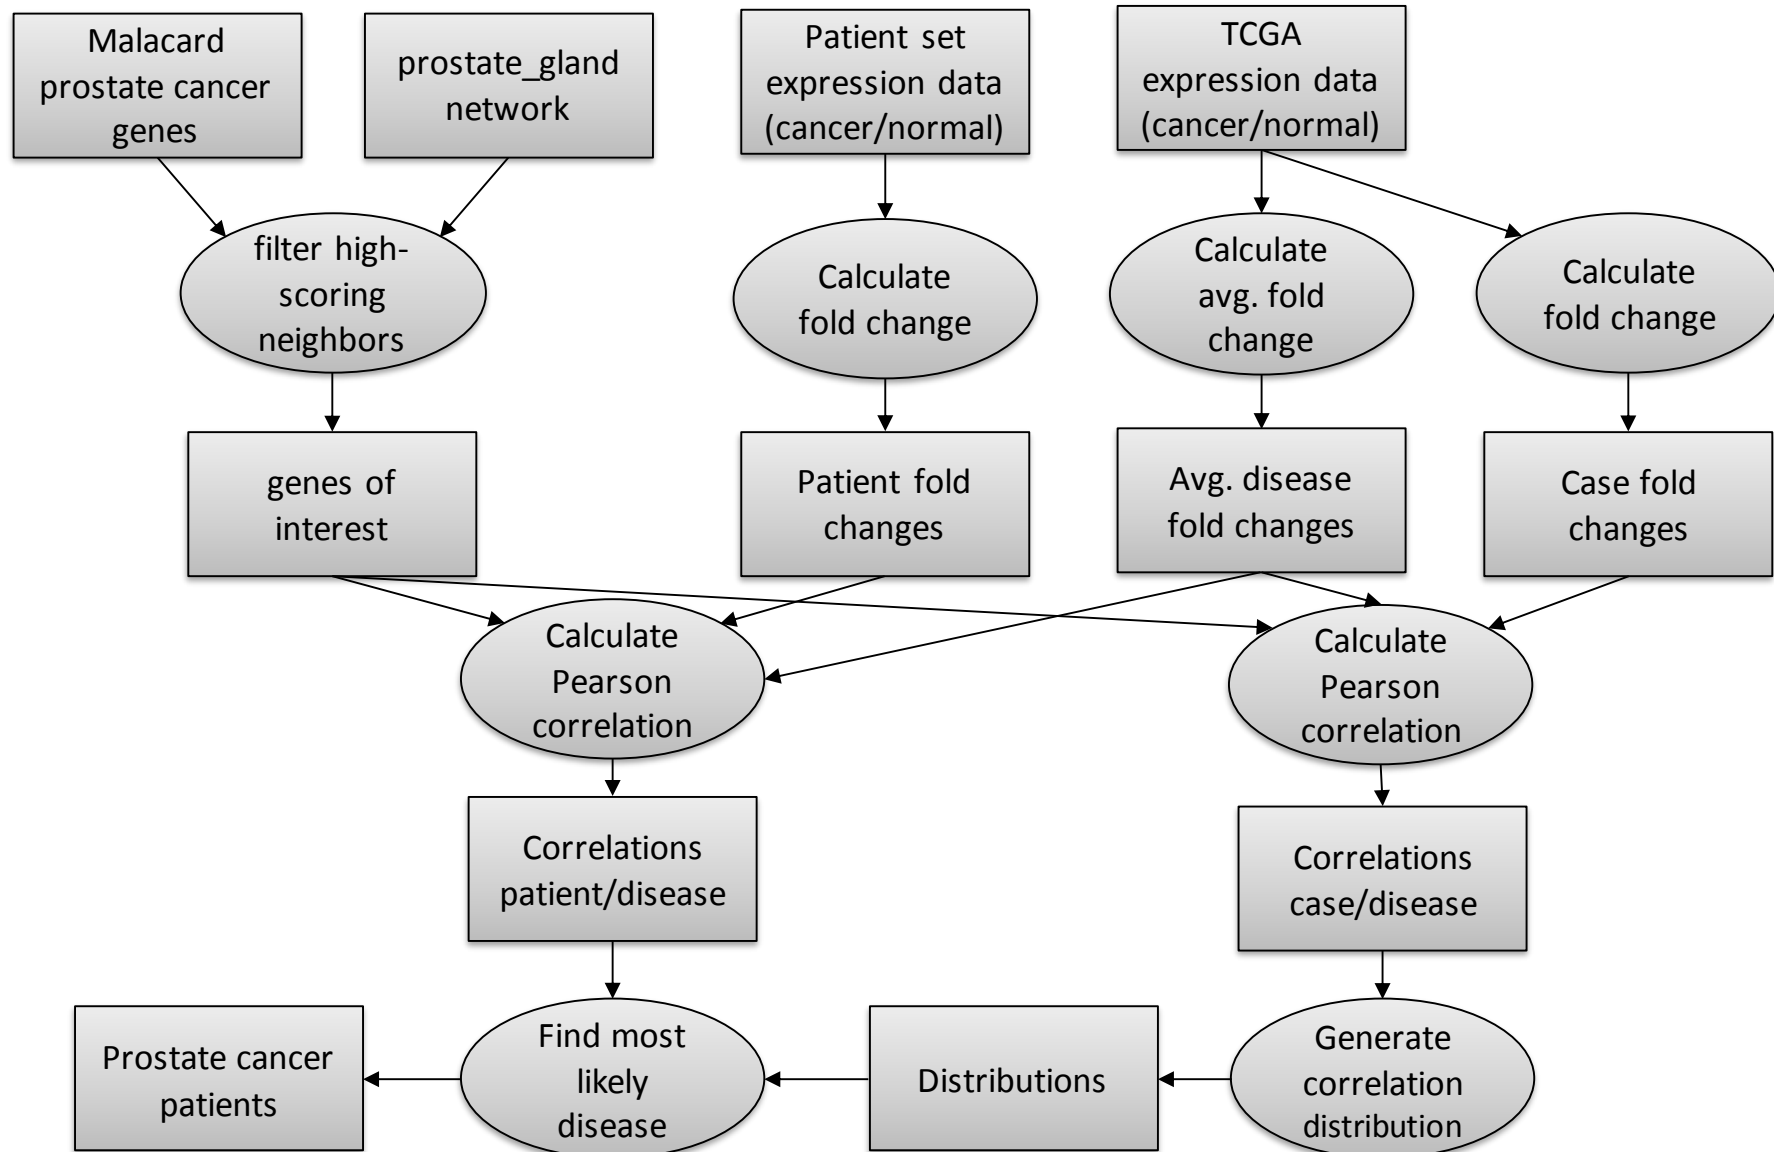 Malacard
prostate cancer
genes
prostate_gland
network
Patient set
expression data
(cancer/normal)
TCGA
expression data
(cancer/normal)
filter high-
scoring
neighbors
Calculate
fold change
Calculate
avg. fold
change
Calculate
fold change
genes of
interest
Patient fold
changes
Avg. disease
fold changes
Case fold
changes
Calculate
Pearson
correlation
Calculate
Pearson
correlation
Correlations
patient/disease
Correlations
case/disease
Prostate cancer
patients
Find most
likely
disease
Distributions
Generate
correlation
distribution